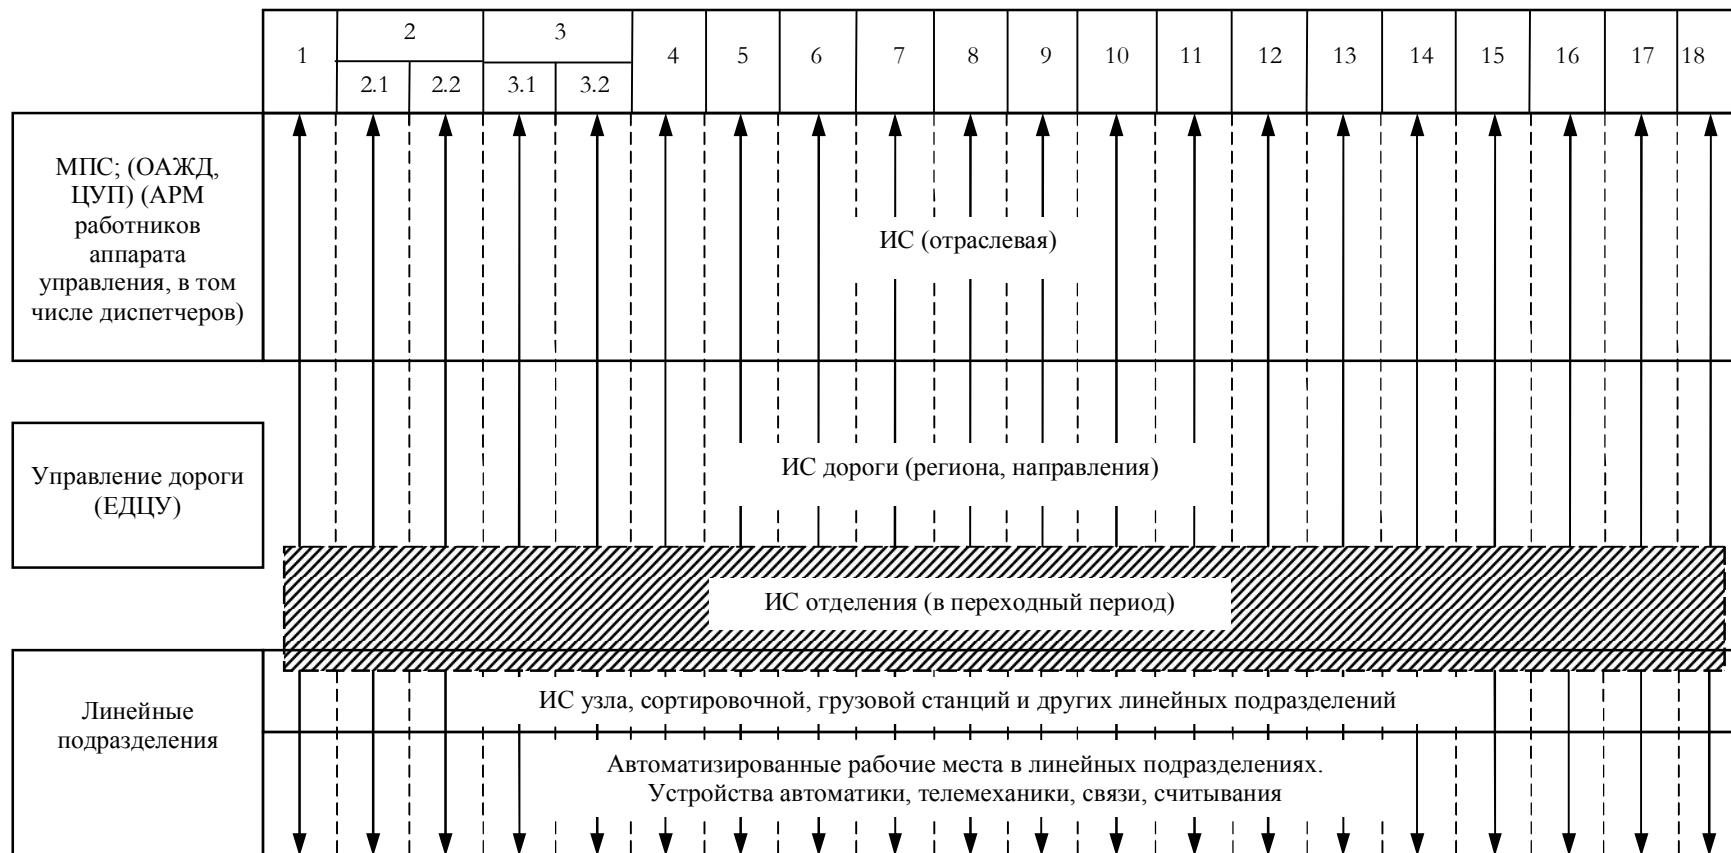 1 2 3 4 5 6 7 8 9 10 11 12 13 14 15 16 17 18
2.1 2.2 3.1 3.2
МПС; (ОАЖД,
ЦУП) (АРМ
работников
аппарата
управления, в том
числе диспетчеров)
ИС (отраслевая)
Управление дороги
(ЕДЦУ)
ИС дороги (региона, направления)
ИС отделения (в переходный период)
Линейные
подразделения
ИС узла, сортировочной, грузовой станций и других линейных подразделений
Автоматизированные рабочие места в линейных подразделениях.
Устройства автоматики, телемеханики, связи, считывания